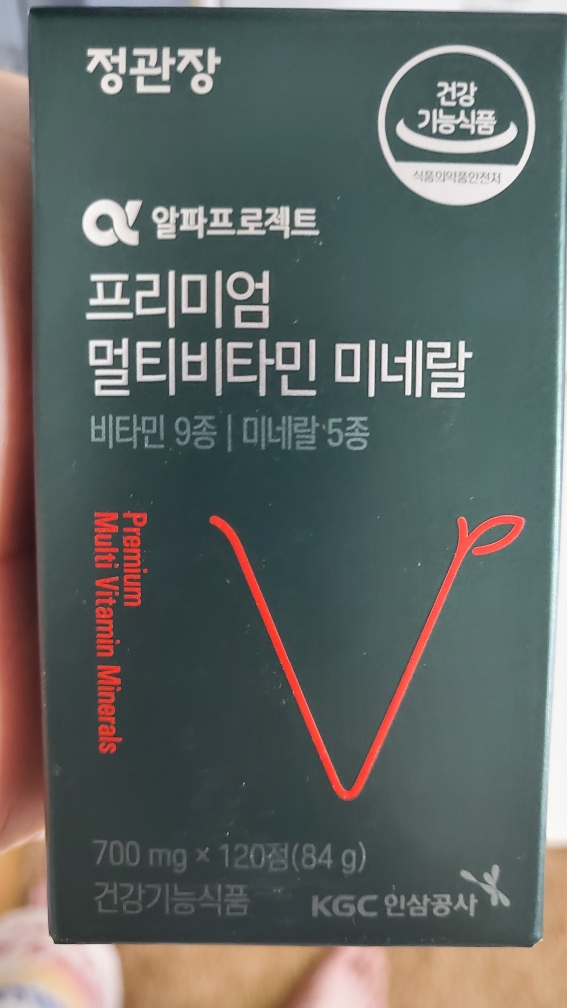 정관장
건강
기능식품
식품의약품안전처
알파프로젝트
프리미엄
멀티비타민 미네랄
비타민 9종 | 미네랄 5종
Premium
Multi Vitamin Minerals
700 mg × 120정(84 g)
건강기능식품
KGC 인삼공사